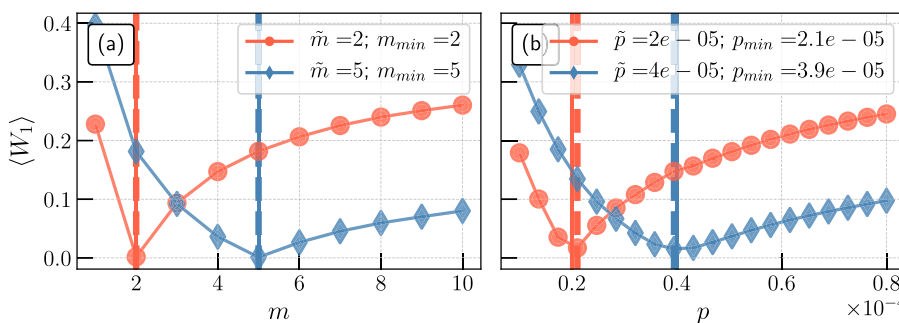 0.4
0.3
0.2
0.1
0.0
⟨W₁⟩
(a)
m̃ =2; m_min =2
m̃ =5; m_min =5
2 4 6 8 10
m
(b)
p̃ =2e − 05; p_min =2.1e − 05
p̃ =4e − 05; p_min =3.9e − 05
0.2 0.4 0.6 0.8
p